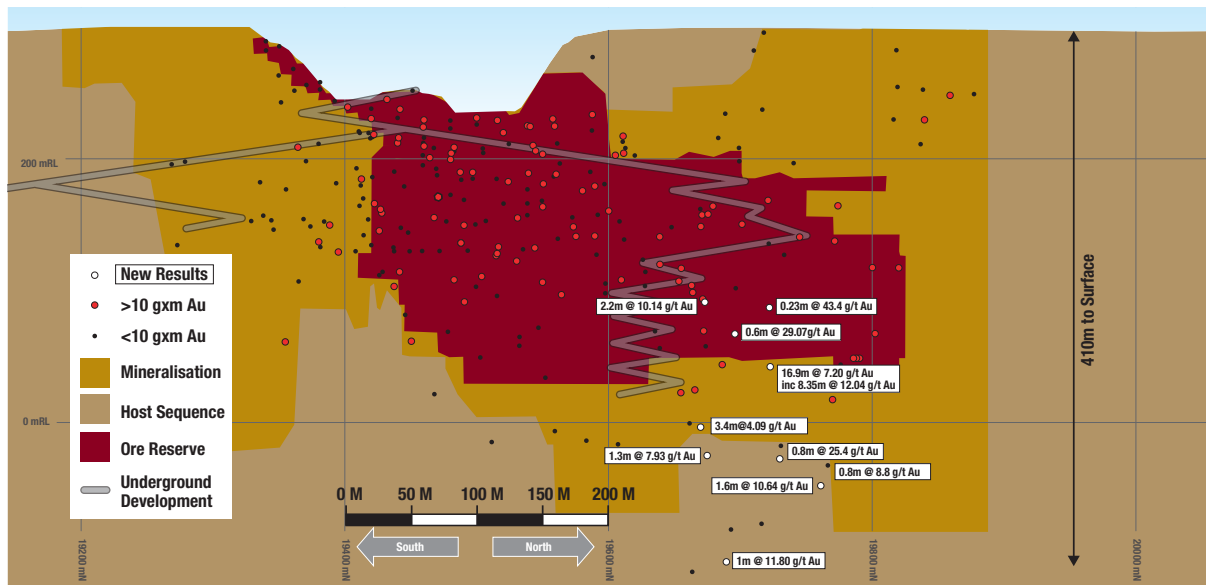 200 mRL
0 mRL
New Results
>10 gxm Au
<10 gxm Au
Mineralisation
Host Sequence
Ore Reserve
Underground
Development
2.2m @ 10.14 g/t Au
0.23m @ 43.4 g/t Au
0.6m @ 29.07g/t Au
16.9m @ 7.20 g/t Au
inc 8.35m @ 12.04 g/t Au
3.4m@4.09 g/t Au
1.3m @ 7.93 g/t Au
0.8m @ 25.4 g/t Au
0.8m @ 8.8 g/t Au
1.6m @ 10.64 g/t Au
1m @ 11.80 g/t Au
0 M
50 M
100 M
150 M
200 M
South
North
410m to Surface
19200 mN
19400 mN
19600 mN
19800 mN
20000 mN